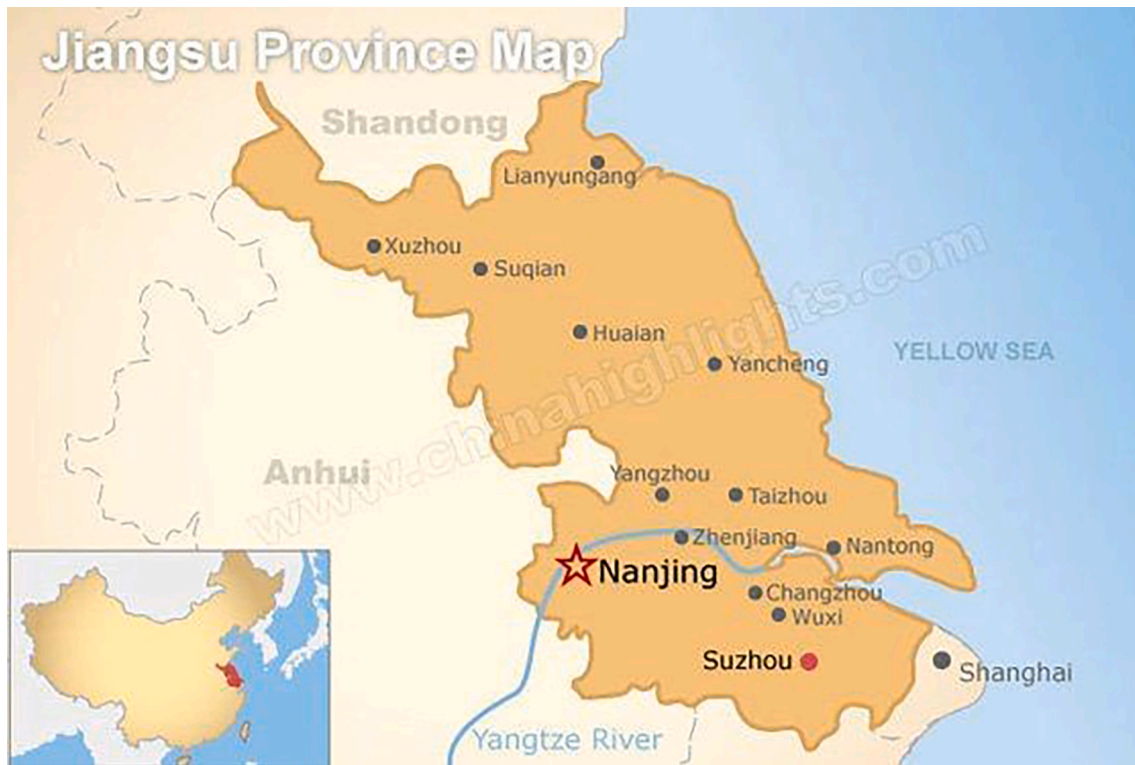 Jiangsu Province Map
Shandong
Lianyungang
Xuzhou
Suqian
Huaian
www.chinahighlights.com
YELLOW SEA
Yancheng
Anhui
Yangzhou
Taizhou
Zhenjiang
Nantong
Nanjing
Changzhou
Wuxi
Suzhou
Shanghai
Yangtze River